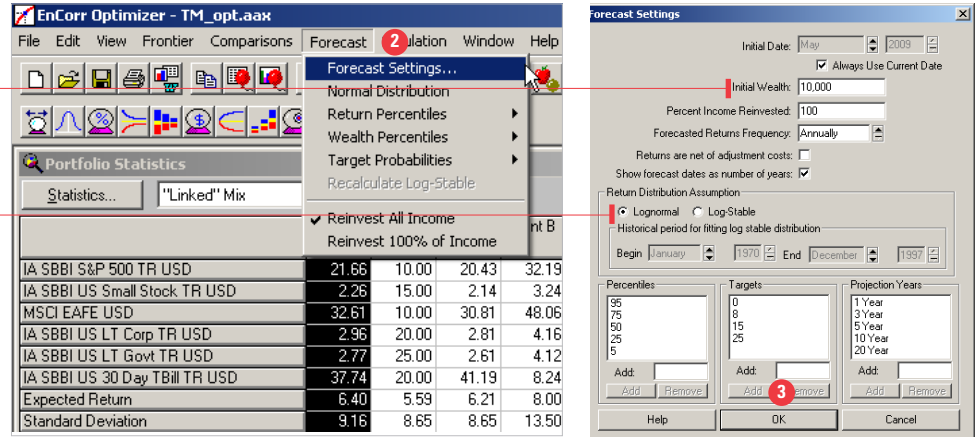 EnCorr Optimizer - TM_opt.aax
File Edit View Frontier Comparisons Forecast 2 ulation Window Help
Forecast Settings...
Normal Distribution
Return Percentiles
Wealth Percentiles
Target Probabilities
Recalculate Log-Stable
Reinvest All Income
Reinvest 100% of Income
Portfolio Statistics
Statistics... "Linked" Mix
nt B
IA SBBI S&P 500 TR USD 21.66 10.00 20.43 32.19
IA SBBI US Small Stock TR USD 2.26 15.00 2.14 3.24
MSCI EAFE USD 32.61 10.00 30.81 48.06
IA SBBI US LT Corp TR USD 2.96 20.00 2.81 4.16
IA SBBI US LT Govt TR USD 2.77 25.00 2.61 4.12
IA SBBI US 30 Day TBill TR USD 37.74 20.00 41.19 8.24
Expected Return 6.40 5.59 6.21 8.00
Standard Deviation 9.16 8.65 8.65 13.50
Forecast Settings
Initial Date: May 2009
Always Use Current Date
Initial Wealth: 10,000
Percent Income Reinvested: 100
Forecasted Returns Frequency: Annually
Returns are net of adjustment costs:
Show forecast dates as number of years:
Return Distribution Assumption
Lognormal Log-Stable
Historical period for fitting log stable distribution
Begin January 1970 End December 1997
Percentiles
95
75
50
25
5
Add:
Add Remove
Targets
0
8
15
25
Add:
Add 3 emove
Projection Years
1 Year
3 Year
5 Year
10 Year
20 Year
Add:
Add Remove
Help OK Cancel